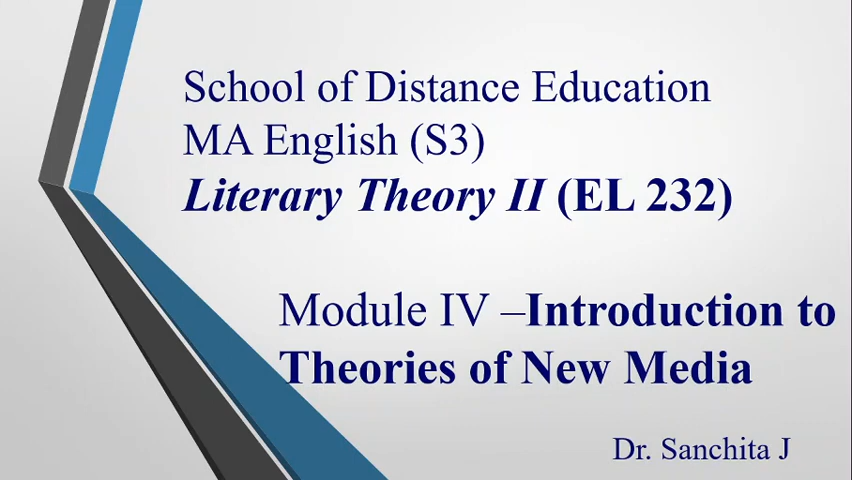 School of Distance Education
MA English (S3)
Literary Theory II (EL 232)
Module IV –Introduction to
Theories of New Media
Dr. Sanchita J